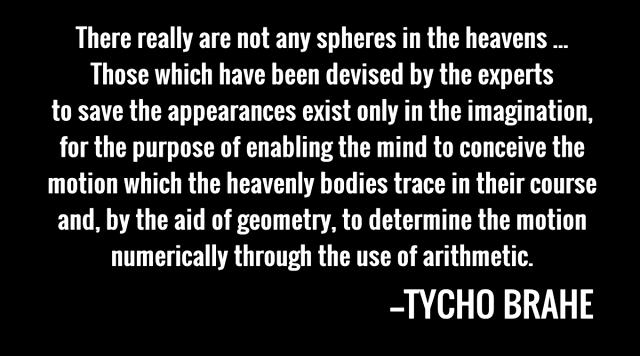 There really are not any spheres in the heavens ...
Those which have been devised by the experts
to save the appearances exist only in the imagination,
for the purpose of enabling the mind to conceive the
motion which the heavenly bodies trace in their course
and, by the aid of geometry, to determine the motion
numerically through the use of arithmetic.
–TYCHO BRAHE